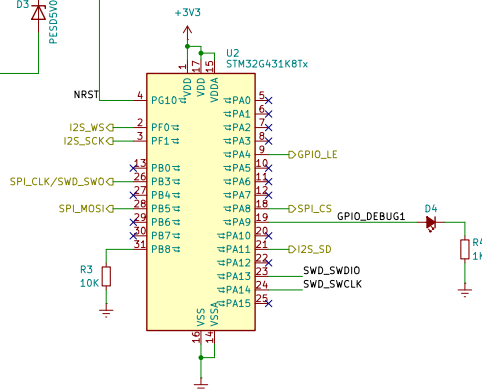 D3
PESD5V0
+3V3
U2
STM32G431K8Tx
1
17
15
VDD
VDD
VDDA
NRST
4
PG10
PA0
5
PA1
6
I2S_WS
2
PF0
PA2
7
I2S_SCK
3
PF1
PA3
8
PA4
9
GPIO_LE
13
PB0
PA5
10
SPI_CLK/SWD_SWO
26
PB3
PA6
11
27
PB4
PA7
12
SPI_MOSI
28
PB5
PA8
18
SPI_CS
29
PB6
PA9
19
GPIO_DEBUG1
D4
30
PB7
PA10
20
31
PB8
PA11
21
I2S_SD
PA12
22
R4
1K
R3
10K
PA13
23
SWD_SWDIO
PA14
24
SWD_SWCLK
PA15
25
VSS
VSSA
16
14